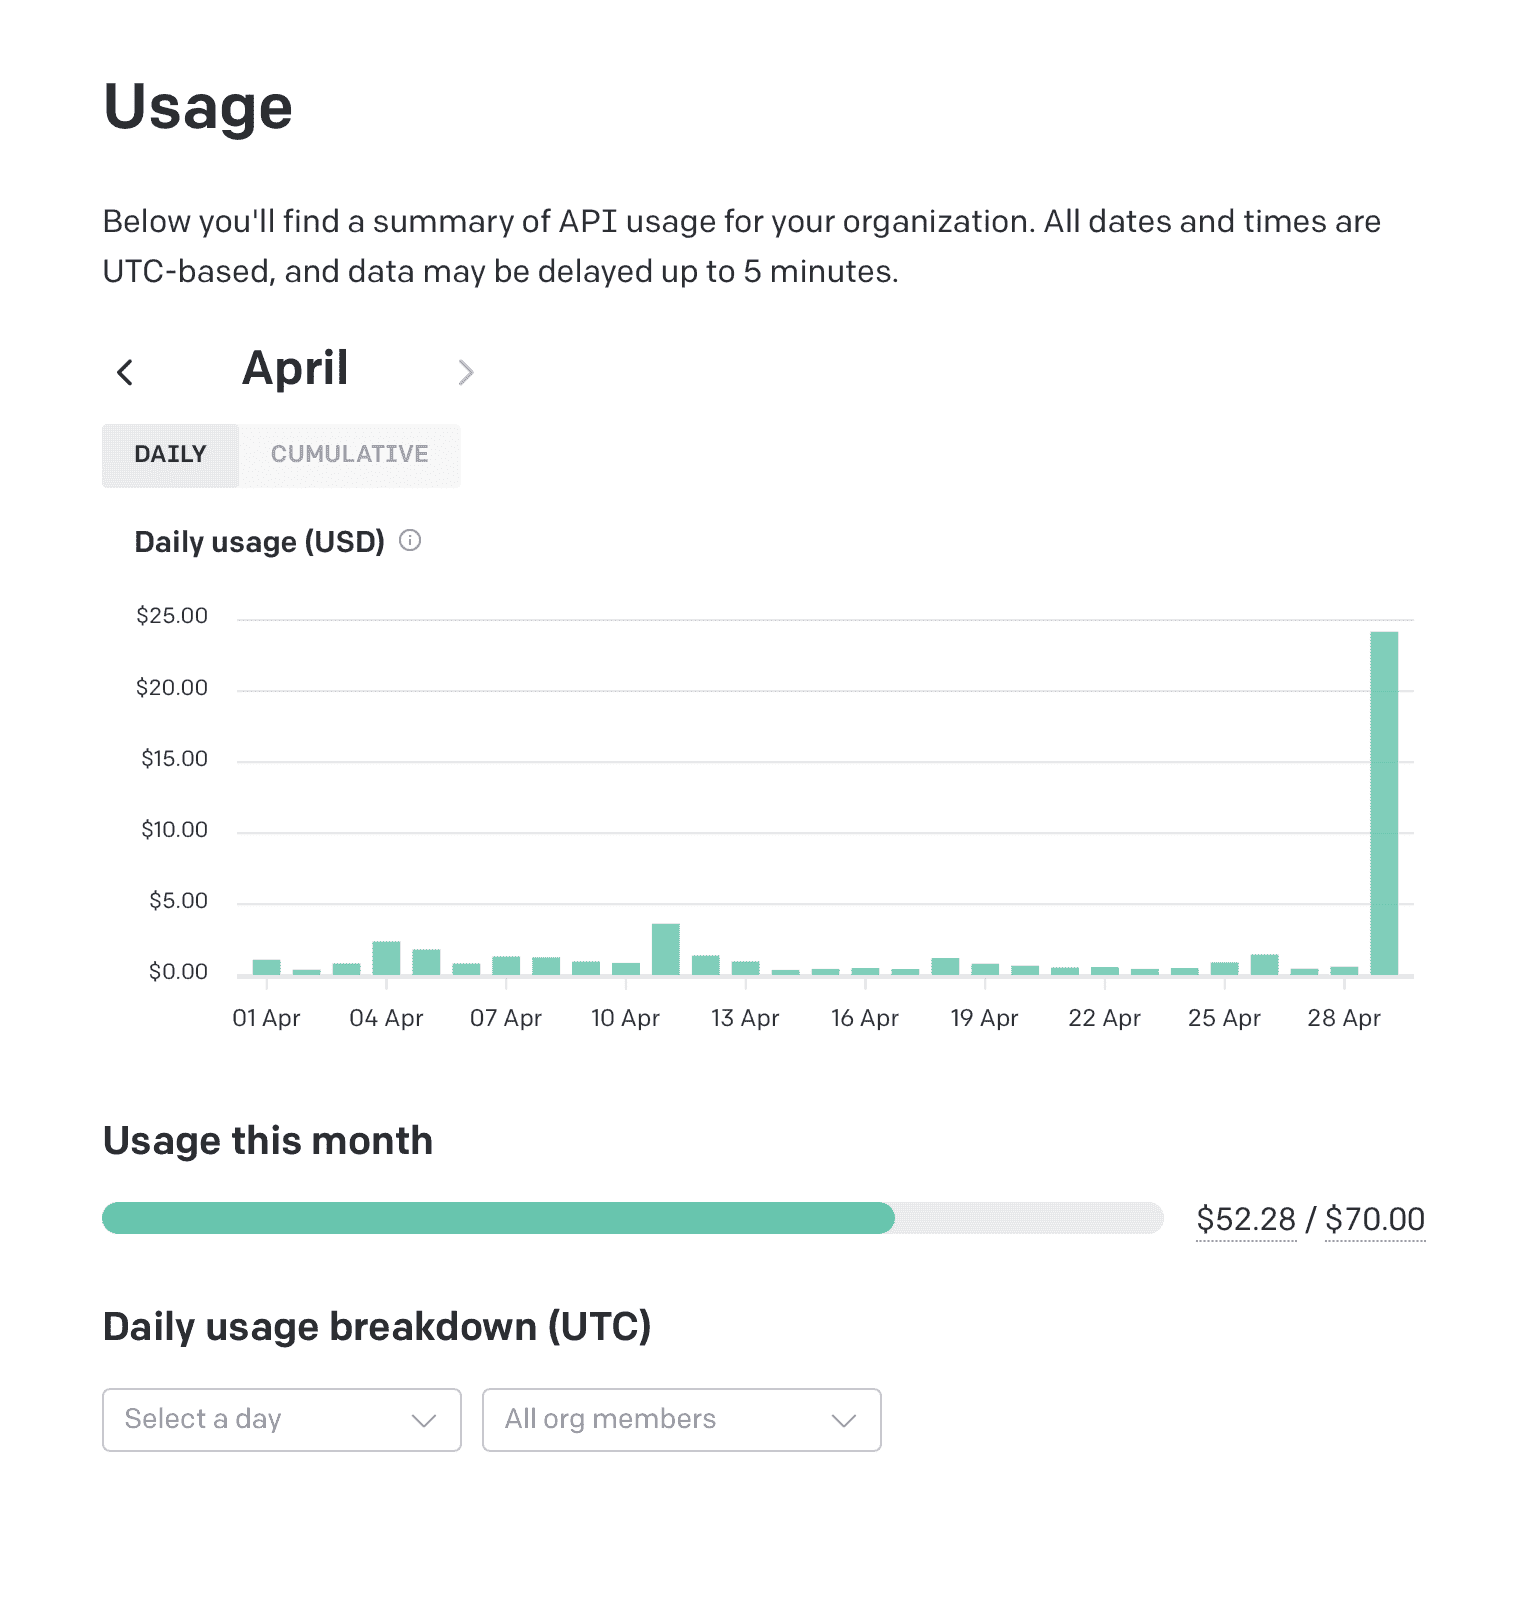 Usage
Below you'll find a summary of API usage for your organization. All dates and times are
UTC-based, and data may be delayed up to 5 minutes.
April
DAILY CUMULATIVE
Daily usage (USD)
$25.00
$20.00
$15.00
$10.00
$5.00
$0.00
01 Apr 04 Apr 07 Apr 10 Apr 13 Apr 16 Apr 19 Apr 22 Apr 25 Apr 28 Apr
Usage this month
$52.28 / $70.00
Daily usage breakdown (UTC)
Select a day All org members